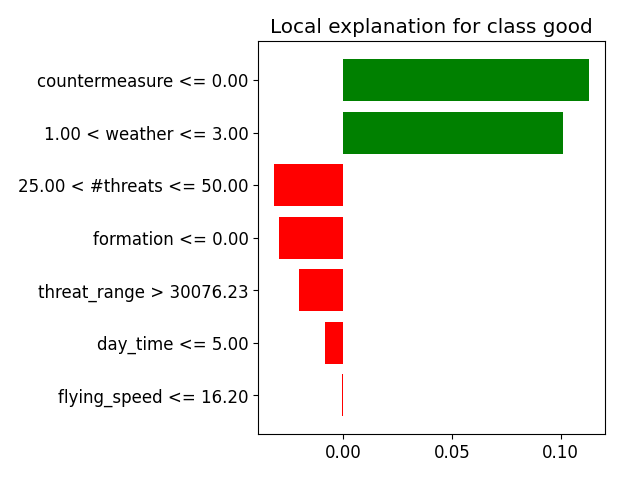 Local explanation for class good
countermeasure <= 0.00
1.00 < weather <= 3.00
25.00 < #threats <= 50.00
formation <= 0.00
threat_range > 30076.23
day_time <= 5.00
flying_speed <= 16.20
0.00 0.05 0.10